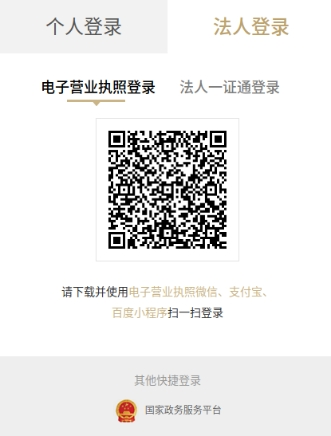 个人登录
法人登录
电子营业执照登录
法人一证通登录
请下载并使用电子营业执照微信、支付宝、
百度小程序扫一扫登录
其他快捷登录
国家政务服务平台